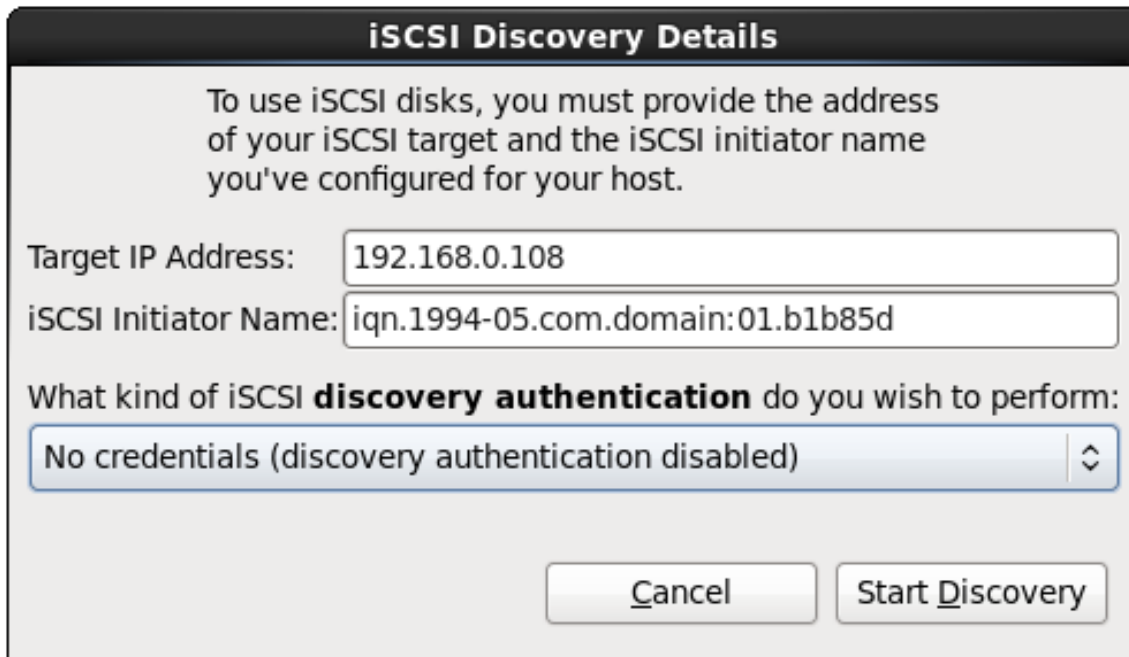 iSCSI Discovery Details
To use iSCSI disks, you must provide the address
of your iSCSI target and the iSCSI initiator name
you've configured for your host.
Target IP Address: 192.168.0.108
iSCSI Initiator Name: iqn.1994-05.com.domain:01.b1b85d
What kind of iSCSI discovery authentication do you wish to perform:
No credentials (discovery authentication disabled)
Cancel Start Discovery